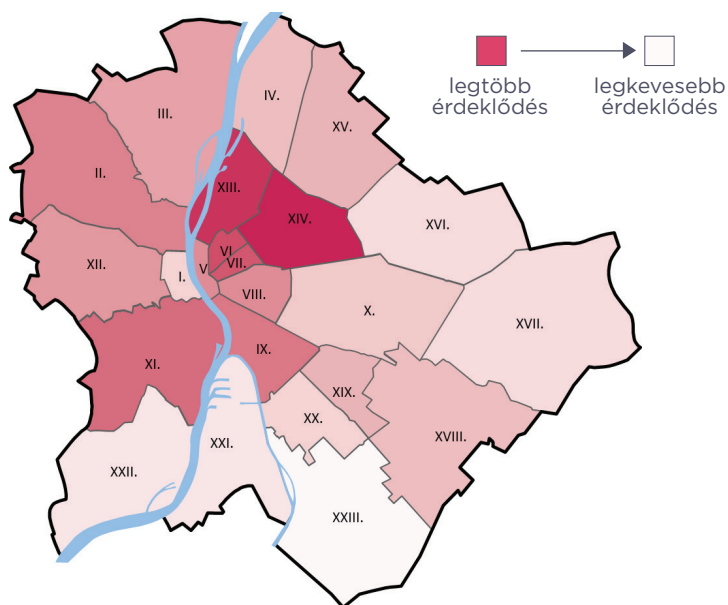 legtöbb
érdeklődés
legkevesebb
érdeklődés
IV.
III.
XV.
II.
XIII.
XIV.
XVI.
VI
XII.
I.
V.
VII.
VIII.
X.
XVII.
IX.
XI.
XIX.
XX.
XVIII.
XXI.
XXII.
XXIII.